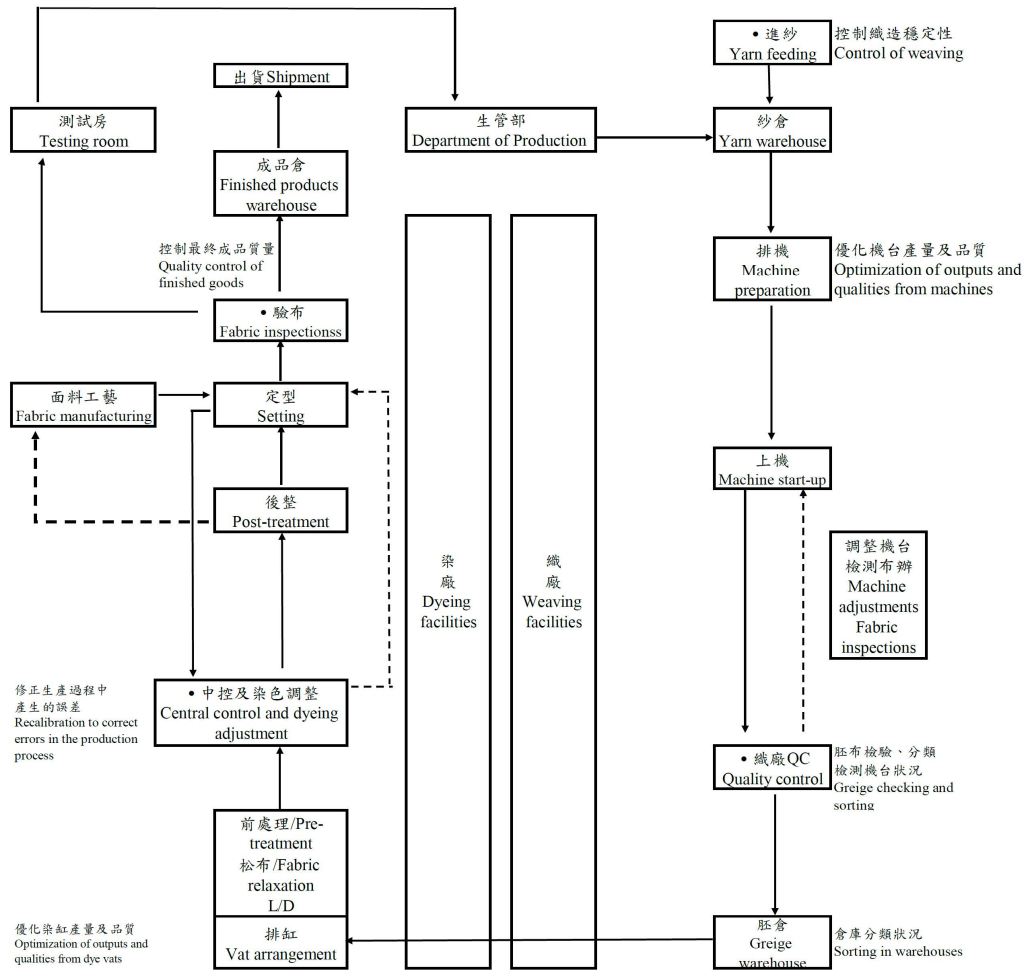 • 進紗
Yarn feeding
控制織造穩定性
Control of weaving
出貨Shipment
測試房
Testing room
生管部
Department of Production
紗倉
Yarn warehouse
成品倉
Finished products
warehouse
控制最終成品質量
Quality control of
finished goods
排機
Machine
preparation
優化機台產量及品質
Optimization of outputs and
qualities from machines
• 驗布
Fabric inspectionss
面料工藝
Fabric manufacturing
定型
Setting
上機
Machine start-up
後整
Post-treatment
染
廠
Dyeing
facilities
織
廠
Weaving
facilities
調整機台
檢測布辦
Machine
adjustments
Fabric
inspections
修正生產過程中
產生的誤差
Recalibration to correct
errors in the production
process
• 中控及染色調整
Central control and dyeing
adjustment
• 織廠QC
Quality control
胚布檢驗、分類
檢測機台狀況
Greige checking and
sorting
前處理/Pre-
treatment
松布/Fabric
relaxation
L/D
優化染缸產量及品質
Optimization of outputs and
qualities from dye vats
排缸
Vat arrangement
胚倉
Greige
warehouse
倉庫分類狀況
Sorting in warehouses